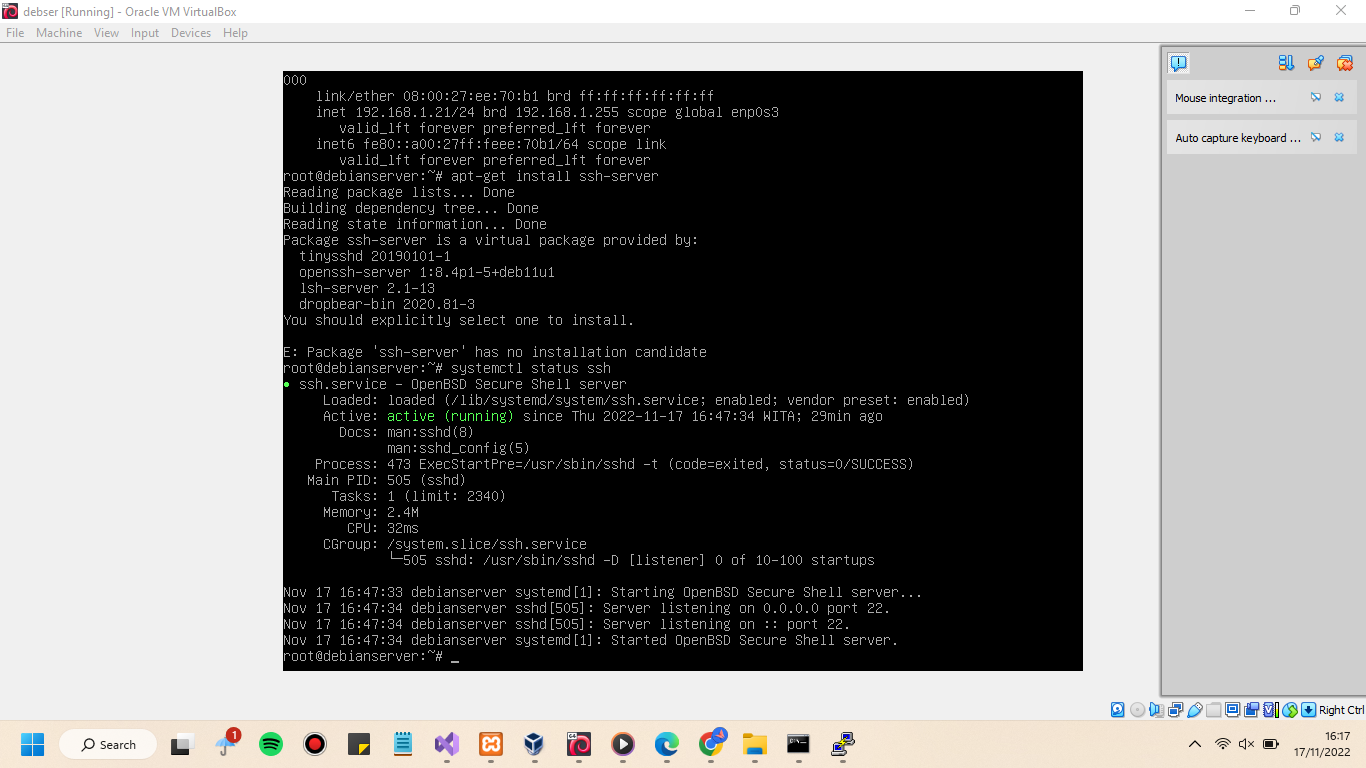 debser [Running] - Oracle VM VirtualBox
File Machine View Input Devices Help
000
link/ether 08:00:27:ee:70:b1 brd ff:ff:ff:ff:ff:ff
inet 192.168.1.21/24 brd 192.168.1.255 scope global enp0s3
valid_lft forever preferred_lft forever
inet6 fe80::a00:27ff:feee:70b1/64 scope link
valid_lft forever preferred_lft forever
root@debianserver:~# apt-get install ssh-server
Reading package lists... Done
Building dependency tree... Done
Reading state information... Done
Package ssh-server is a virtual package provided by:
tinysshd 20190101-1
openssh-server 1:8.4p1-5+deb11u1
lsh-server 2.1-13
dropbear-bin 2020.81-3
You should explicitly select one to install.
E: Package 'ssh-server' has no installation candidate
root@debianserver:~# systemctl status ssh
● ssh.service - OpenBSD Secure Shell server
Loaded: loaded (/lib/systemd/system/ssh.service; enabled; vendor preset: enabled)
Active: active (running) since Thu 2022-11-17 16:47:34 WITA; 29min ago
Docs: man:sshd(8)
man:sshd_config(5)
Process: 473 ExecStartPre=/usr/sbin/sshd -t (code=exited, status=0/SUCCESS)
Main PID: 505 (sshd)
Tasks: 1 (limit: 2340)
Memory: 2.4M
CPU: 32ms
CGroup: /system.slice/ssh.service
└─505 sshd: /usr/sbin/sshd -D [listener] 0 of 10-100 startups
Nov 17 16:47:33 debianserver systemd[1]: Starting OpenBSD Secure Shell server...
Nov 17 16:47:34 debianserver sshd[505]: Server listening on 0.0.0.0 port 22.
Nov 17 16:47:34 debianserver sshd[505]: Server listening on :: port 22.
Nov 17 16:47:34 debianserver systemd[1]: Started OpenBSD Secure Shell server.
root@debianserver:~# _
Mouse integration ...
Auto capture keyboard ...
Right Ctrl
Search
1
16:17
17/11/2022